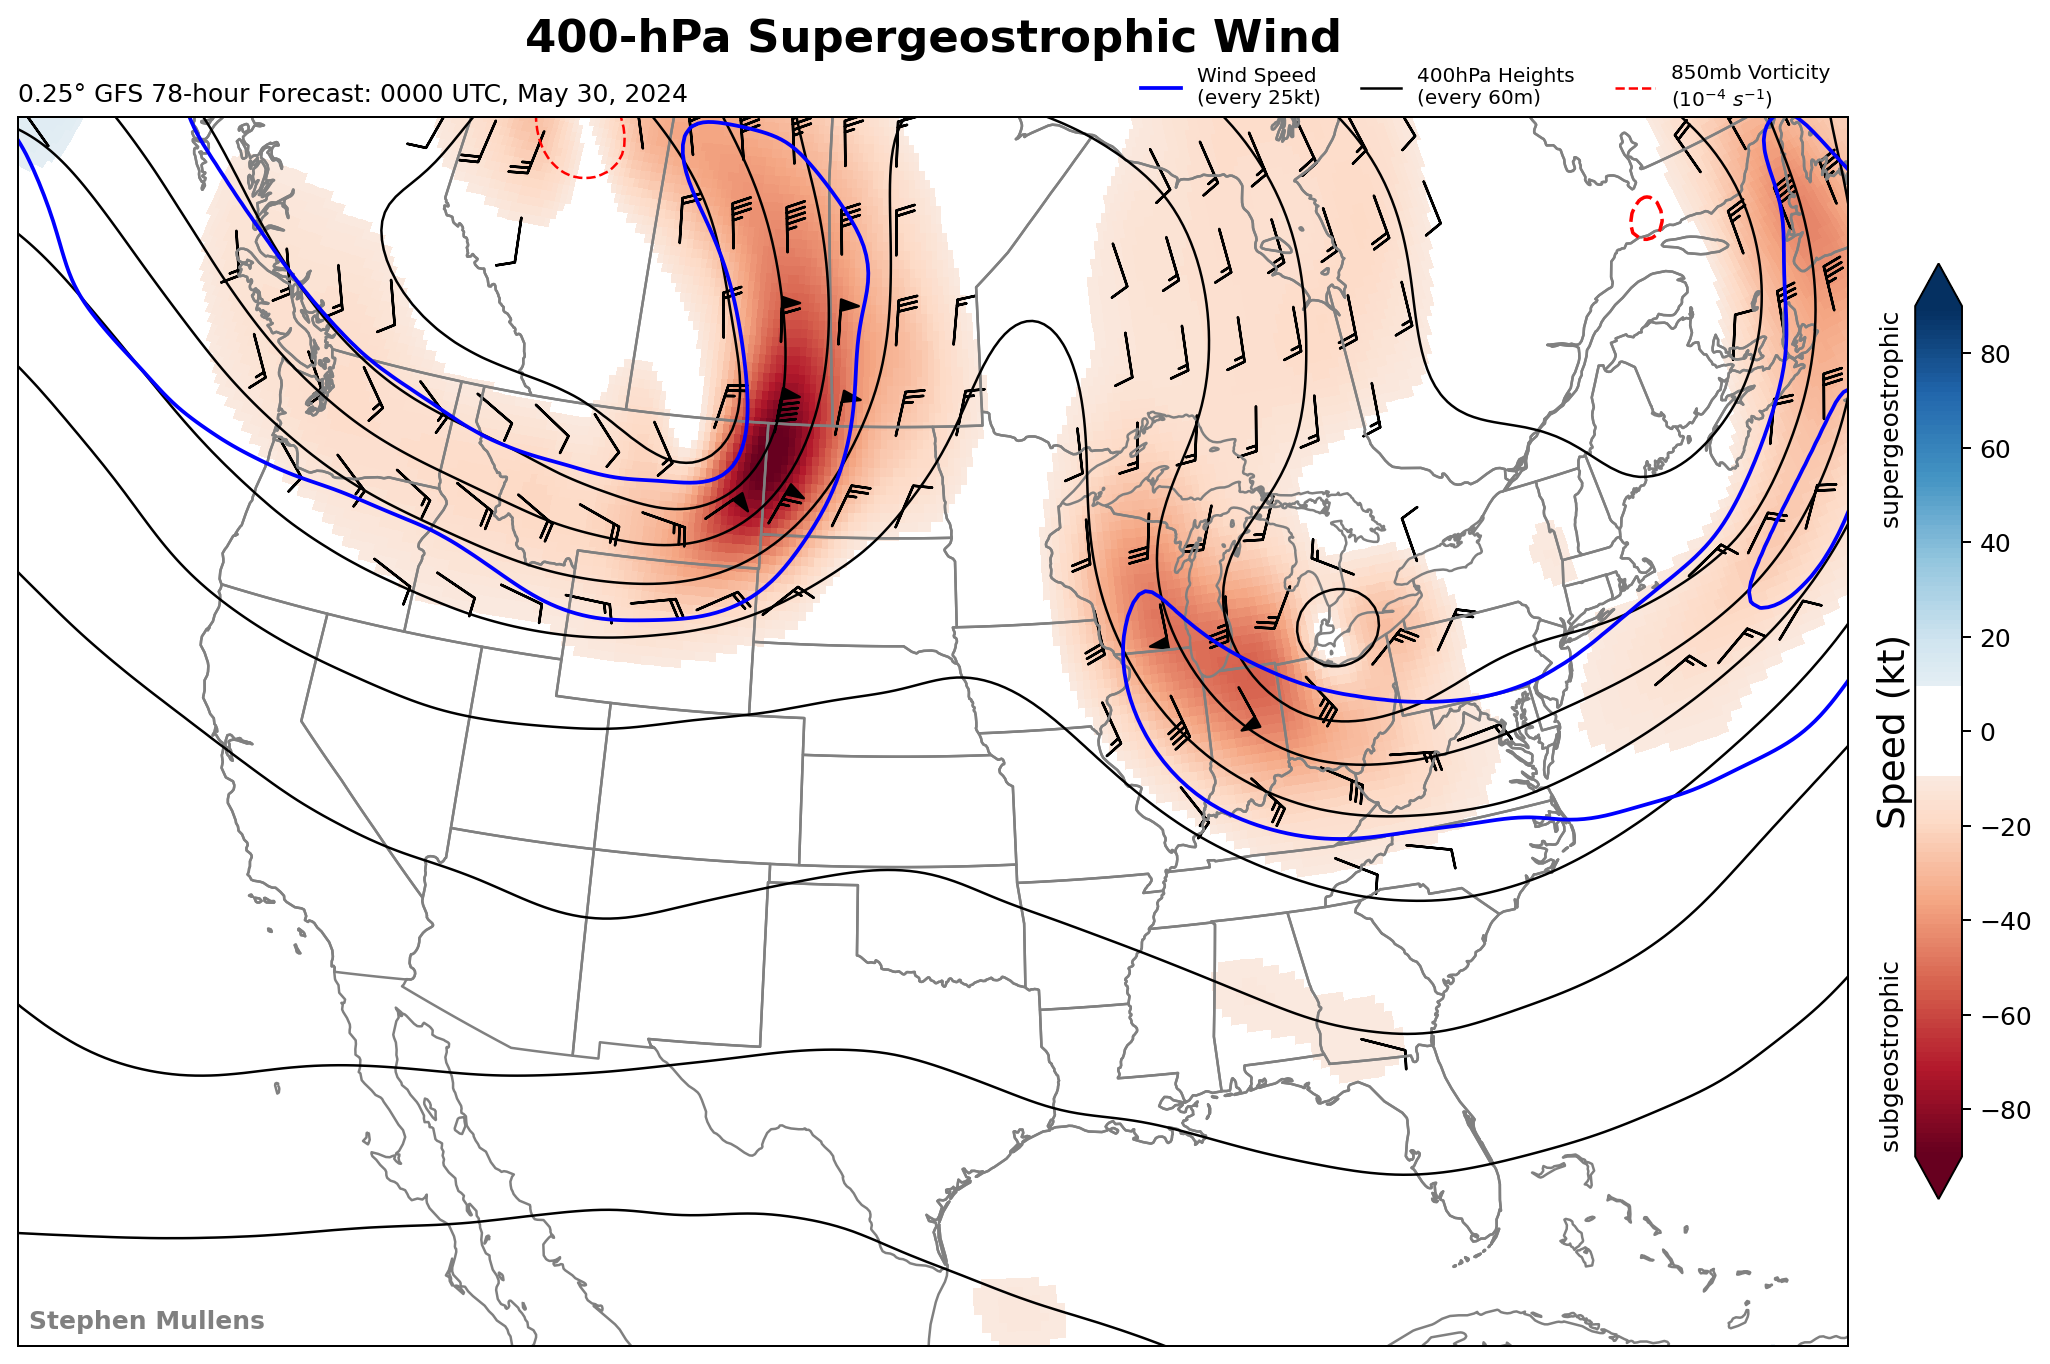 400-hPa Supergeostrophic Wind
0.25° GFS 78-hour Forecast: 0000 UTC, May 30, 2024
Wind Speed
(every 25kt)
400hPa Heights
(every 60m)
850mb Vorticity
(10⁻⁴ s⁻¹)
supergeostrophic
Speed (kt)
subgeostrophic
80
60
40
20
0
−20
−40
−60
−80
Stephen Mullens